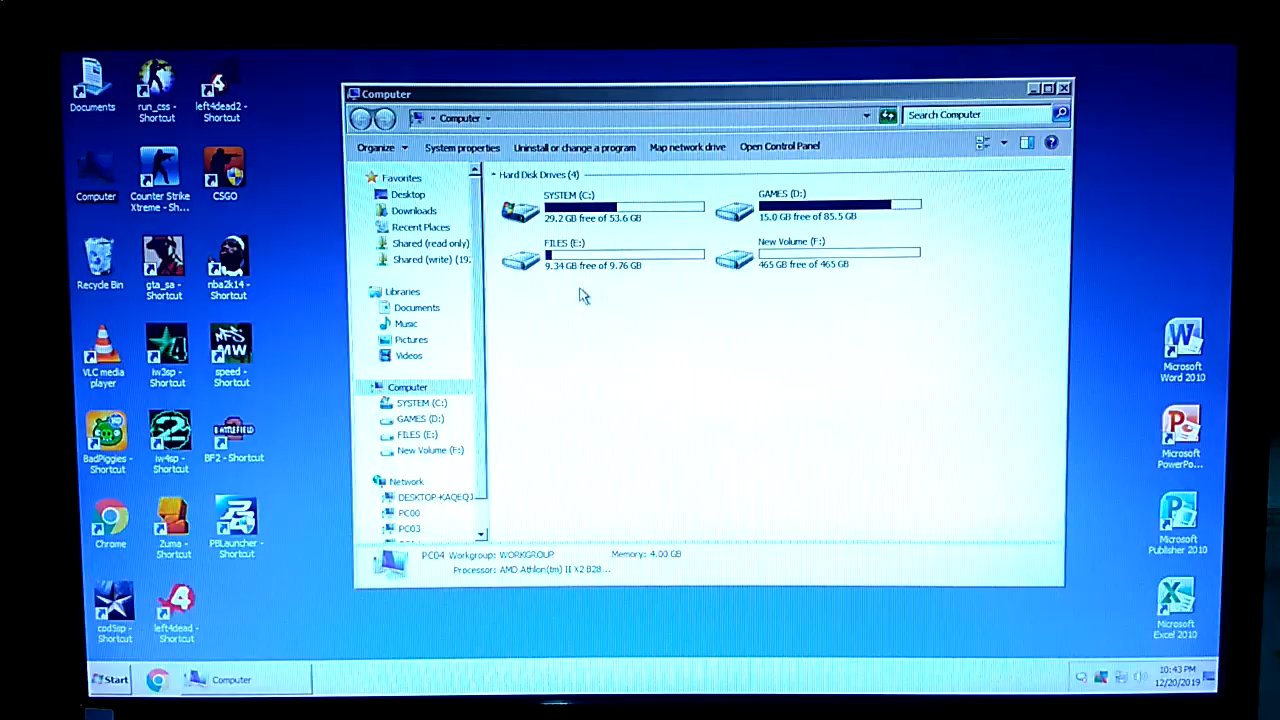 Documents
run_css -
Shortcut
left4dead2 -
Shortcut
Computer
Counter Strike
Xtreme - Sh...
CSGO
Recycle Bin
gta_sa -
Shortcut
nba2k14 -
Shortcut
VLC media
player
iw3sp -
Shortcut
speed -
Shortcut
BadPiggies -
Shortcut
iw4sp -
Shortcut
BF2 - Shortcut
Chrome
Zuma -
Shortcut
PBLauncher -
Shortcut
cod5sp -
Shortcut
left4dead -
Shortcut
Computer
Computer
Search Computer
Organize
System properties
Uninstall or change a program
Map network drive
Open Control Panel
Favorites
Desktop
Downloads
Recent Places
Shared (read only)
Shared (write) (19
Libraries
Documents
Music
Pictures
Videos
Computer
SYSTEM (C:)
GAMES (D:)
FILES (E:)
New Volume (F:)
Network
DESKTOP-KAQEQJ
PC00
PC03
Hard Disk Drives (4)
SYSTEM (C:)
29.2 GB free of 53.6 GB
GAMES (D:)
15.0 GB free of 85.5 GB
FILES (E:)
9.34 GB free of 9.76 GB
New Volume (F:)
465 GB free of 465 GB
PC04 Workgroup: WORKGROUP
Memory: 4.00 GB
Processor: AMD Athlon(tm) II X2 B28...
Microsoft
Word 2010
Microsoft
PowerPo...
Microsoft
Publisher 2010
Microsoft
Excel 2010
Start
Computer
10:43 PM
12/20/2019